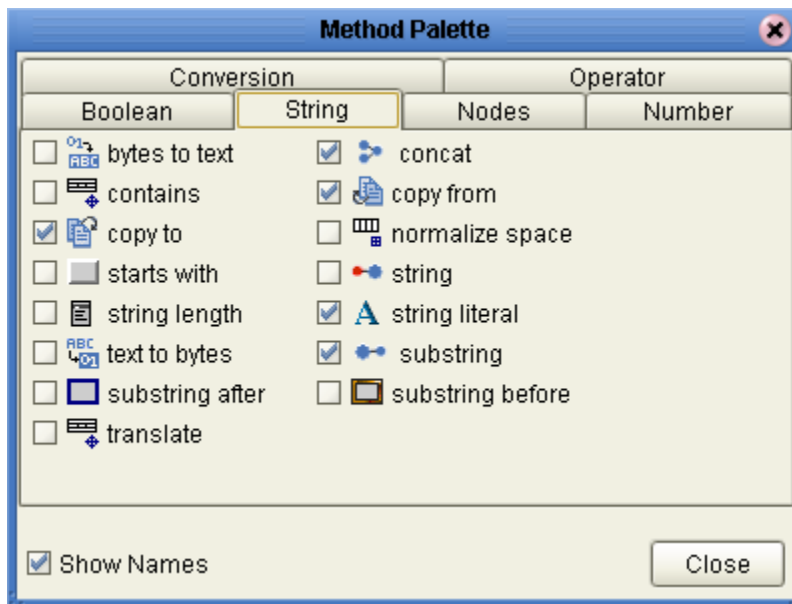 Method Palette
Conversion Operator
Boolean String Nodes Number
bytes to text concat
contains copy from
copy to normalize space
starts with string
string length string literal
text to bytes substring
substring after substring before
translate
Show Names Close